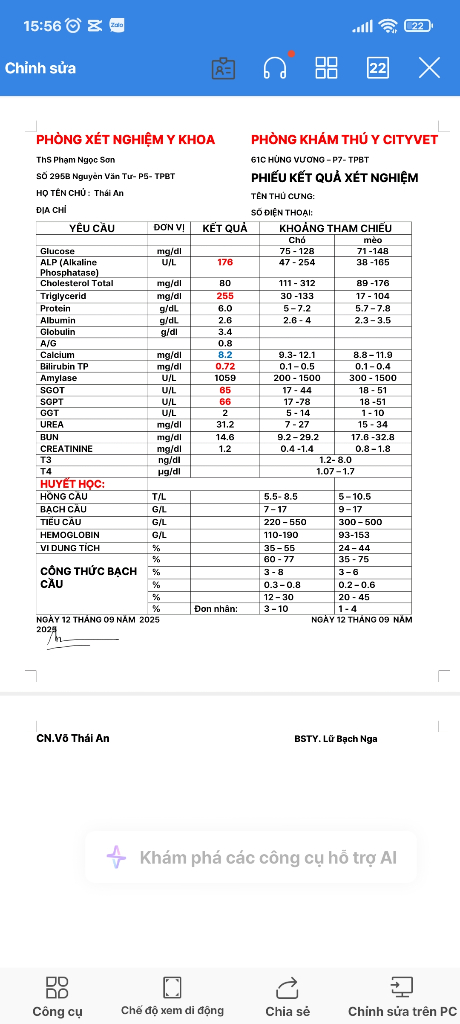 15:56 Zalo 22
Chỉnh sửa 22
PHÒNG XÉT NGHIỆM Y KHOA PHÒNG KHÁM THÚ Y CITYVET
ThS Phạm Ngọc Sơn 61C HÙNG VƯƠNG – P7- TPBT
SỐ 295B Nguyễn Văn Tư- P5- TPBT PHIẾU KẾT QUẢ XÉT NGHIỆM
HỌ TÊN CHỦ : Thái An TÊN THÚ CƯNG:
ĐỊA CHỈ SỐ ĐIỆN THOẠI:
YÊU CẦU ĐƠN VỊ KẾT QUẢ KHOẢNG THAM CHIẾU
Chó mèo
Glucose mg/dl 75 - 128 71 -148
ALP (Alkaline Phosphatase) U/L 176 47 - 254 38 -165
Cholesterol Total mg/dl 80 111 - 312 89 -176
Triglycerid mg/dl 255 30 -133 17 - 104
Protein g/dL 6.0 5 – 7.2 5.7 – 7.8
Albumin g/dL 2.6 2.6 - 4 2.3 – 3.5
Globulin g/dl 3.4
A/G 0.8
Calcium mg/dl 8.2 9.3- 12.1 8.8 – 11.9
Bilirubin TP mg/dl 0.72 0.1 – 0.5 0.1 – 0.4
Amylase U/L 1059 200 - 1500 300 - 1500
SGOT U/L 65 17 - 44 18 - 51
SGPT U/L 66 17 -78 18 -51
GGT U/L 2 5 - 14 1 - 10
UREA mg/dl 31.2 7 - 27 15 - 34
BUN mg/dl 14.6 9.2 – 29.2 17.6 -32.8
CREATININE mg/dl 1.2 0.4 -1.4 0.8 – 1.8
T3 ng/dl 1.2- 8.0
T4 µg/dl 1.07 – 1.7
HUYẾT HỌC:
HỒNG CẦU T/L 5.5- 8.5 5 – 10.5
BẠCH CẦU G/L 7 – 17 9 – 17
TIỂU CẦU G/L 220 – 550 300 – 500
HEMOGLOBIN G/L 110-190 93-153
VI DUNG TÍCH % 35 – 55 24 – 44
CÔNG THỨC BẠCH CẦU % 60 - 77 35 - 75
% 3 - 8 3 – 6
% 0.3 – 0.8 0.2 – 0.6
% 12 – 30 20 - 45
% Đơn nhân: 3 – 10 1 - 4
NGÀY 12 THÁNG 09 NĂM 2025 NGÀY 12 THÁNG 09 NĂM
2025
CN.Võ Thái An BSTY. Lữ Bạch Nga
Khám phá các công cụ hỗ trợ AI
Công cụ Chế độ xem di động Chia sẻ Chỉnh sửa trên PC